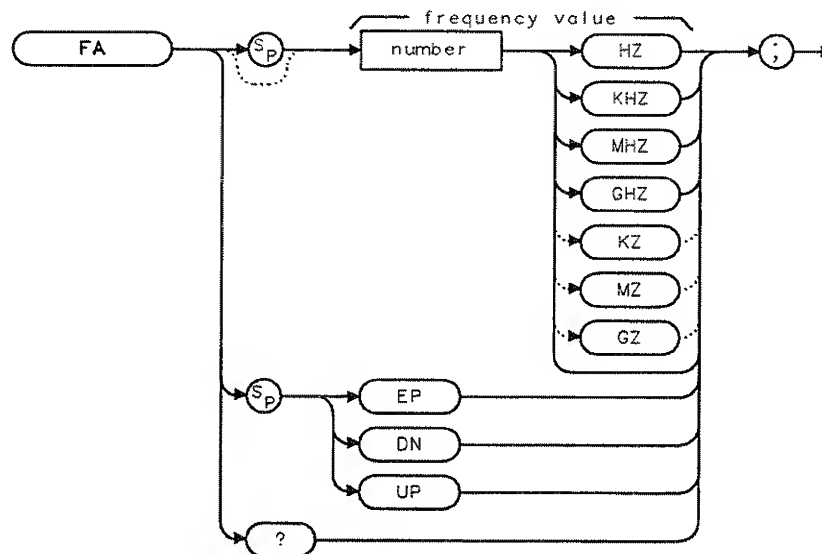 frequency value
FA SP number HZ ;
KHZ
MHZ
GHZ
KZ
MZ
GZ
SP EP
DN
UP
?